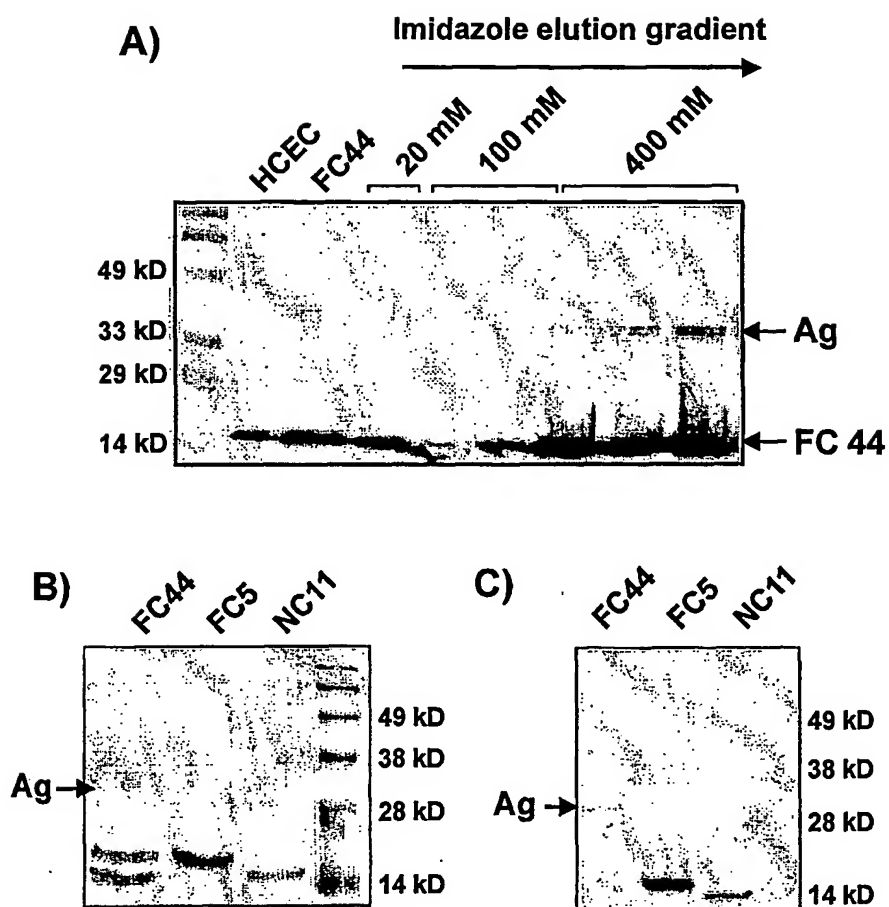 A)
Imidazole elution gradient
HCEC
FC44
20 mM
100 mM
400 mM
49 kD
33 kD
29 kD
14 kD
Ag
FC 44
B)
FC44
FC5
NC11
49 kD
38 kD
28 kD
14 kD
Ag
C)
FC44
FC5
NC11
49 kD
38 kD
28 kD
14 kD
Ag